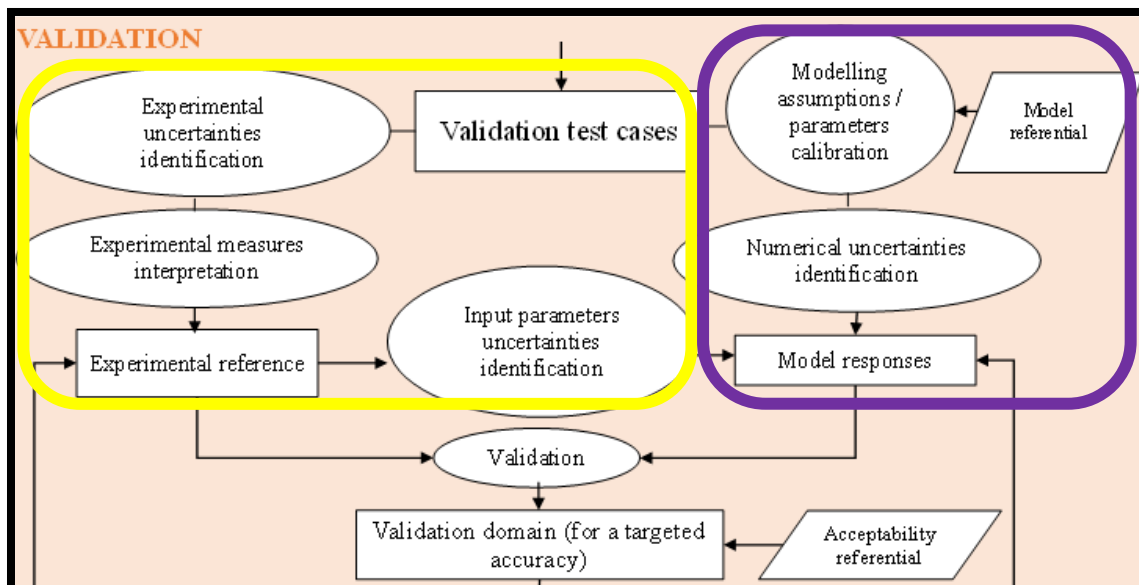 VALIDATION
Experimental
uncertainties
identification
Validation test cases
Modelling
assumptions /
parameters
calibration
Model
referential
Experimental measures
interpretation
Numerical uncertainties
identification
Input parameters
uncertainties
identification
Experimental reference
Model responses
Validation
Validation domain (for a targeted
accuracy)
Acceptability
referential